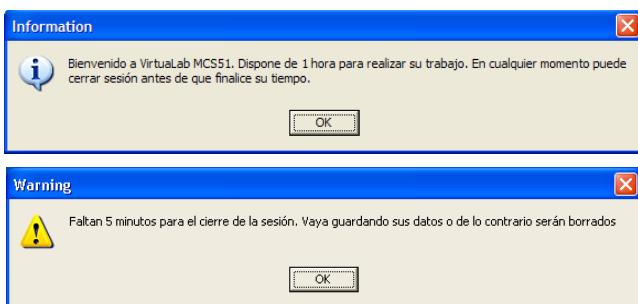 Information
Bienvenido a VirtuaLab MCS51. Dispone de 1 hora para realizar su trabajo. En cualquier momento puede
cerrar sesión antes de que finalice su tiempo.
OK
Warning
Faltan 5 minutos para el cierre de la sesión. Vaya guardando sus datos o de lo contrario serán borrados
OK